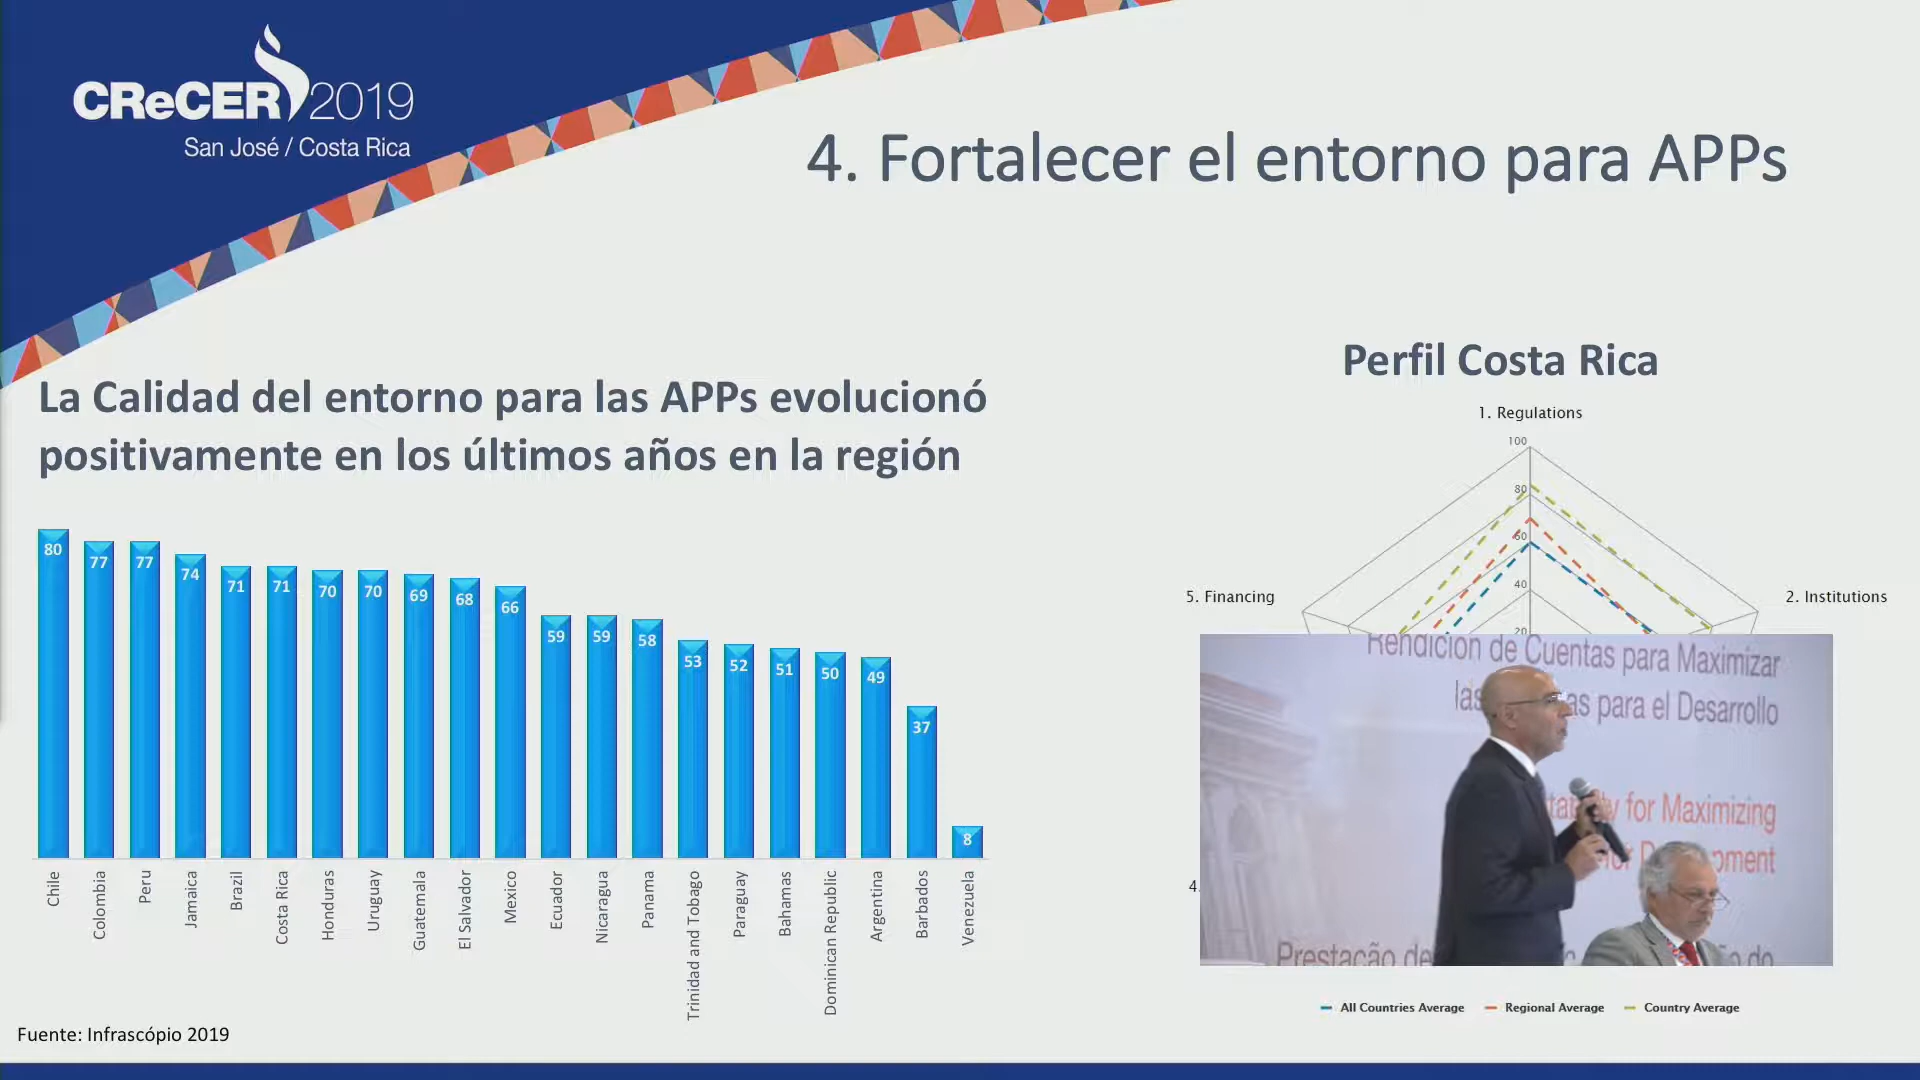 CReCER 2019
San José / Costa Rica
4. Fortalecer el entorno para APPs
La Calidad del entorno para las APPs evolucionó
positivamente en los últimos años en la región
80
77
77
74
71
71
70
70
69
68
66
59
59
58
53
52
51
50
49
37
8
Chile
Colombia
Peru
Jamaica
Brazil
Costa Rica
Honduras
Uruguay
Guatemala
El Salvador
Mexico
Ecuador
Nicaragua
Panama
Trinidad and Tobago
Paraguay
Bahamas
Dominican Republic
Argentina
Barbados
Venezuela
Fuente: Infrascópio 2019
Perfil Costa Rica
1. Regulations
100
80
60
40
20
5. Financing
2. Institutions
4.
Rendición de Cuentas para Maximizar
para el Desarrollo
for Maximizing
Prestação de
do
All Countries Average
Regional Average
Country Average